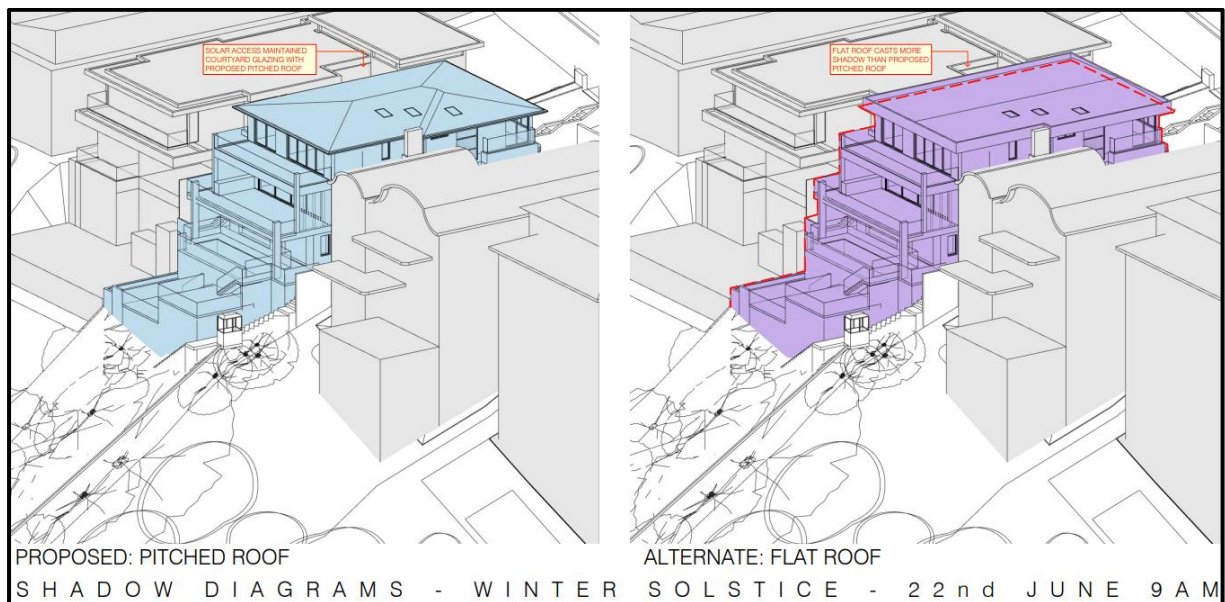 SOLAR ACCESS MAINTAINED
COURTYARD GLAZING WITH
PROPOSED PITCHED ROOF
FLAT ROOF CASTS MORE
SHADOW THAN PROPOSED
PITCHED ROOF
PROPOSED: PITCHED ROOF
ALTERNATE: FLAT ROOF
SHADOW DIAGRAMS - WINTER SOLSTICE - 22nd JUNE 9AM